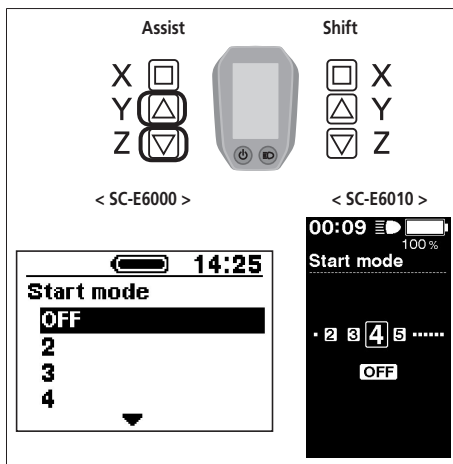 Assist Shift
X X
Y Y
Z Z
< SC-E6000 > < SC-E6010 >
14:25
Start mode
OFF
2
3
4
00:09
100 %
Start mode
2 3 4 5
OFF